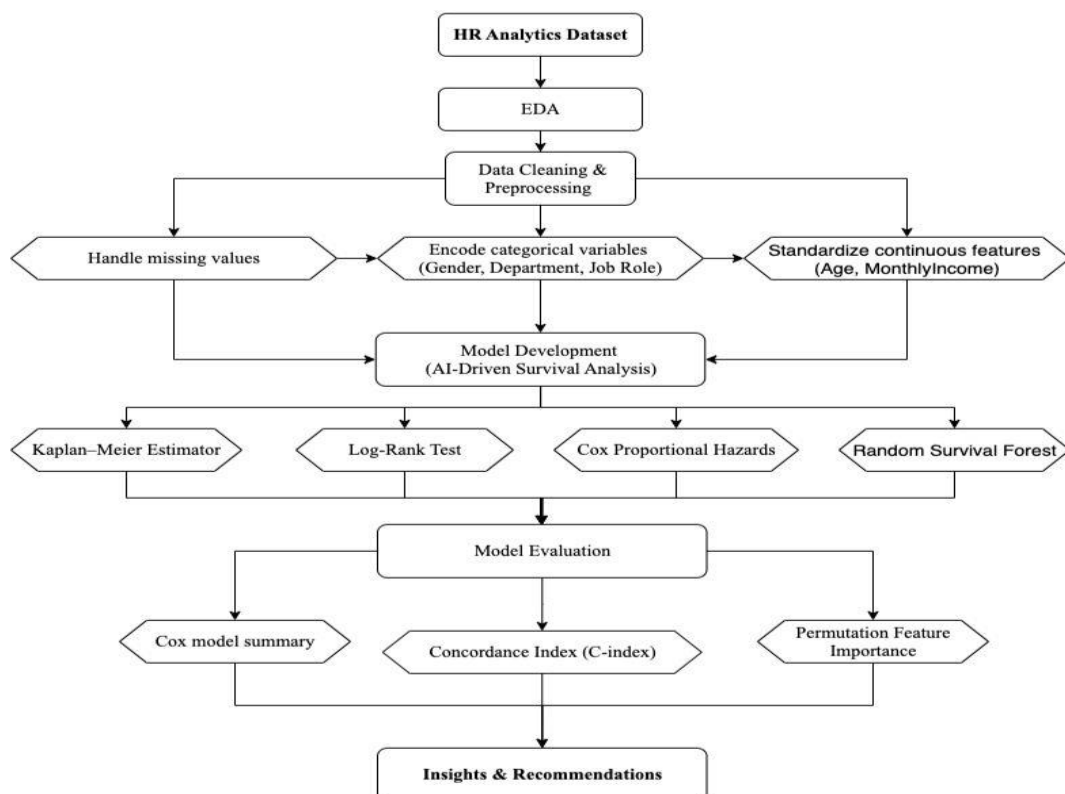 HR Analytics Dataset
EDA
Data Cleaning &
Preprocessing
Handle missing values
Encode categorical variables
(Gender, Department, Job Role)
Standardize continuous features
(Age, MonthlyIncome)
Model Development
(AI-Driven Survival Analysis)
Kaplan–Meier Estimator
Log-Rank Test
Cox Proportional Hazards
Random Survival Forest
Model Evaluation
Cox model summary
Concordance Index (C-index)
Permutation Feature
Importance
Insights & Recommendations